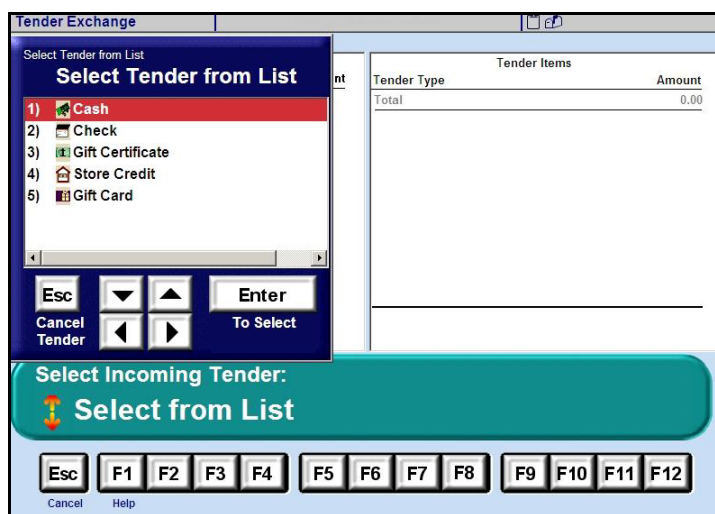 Tender Exchange
Select Tender from List
Select Tender from List
1) Cash
2) Check
3) Gift Certificate
4) Store Credit
5) Gift Card
Esc
Enter
Cancel
Tender
To Select
nt
Tender Items
Tender Type Amount
Total 0.00
Select Incoming Tender:
Select from List
Esc F1 F2 F3 F4 F5 F6 F7 F8 F9 F10 F11 F12
Cancel Help